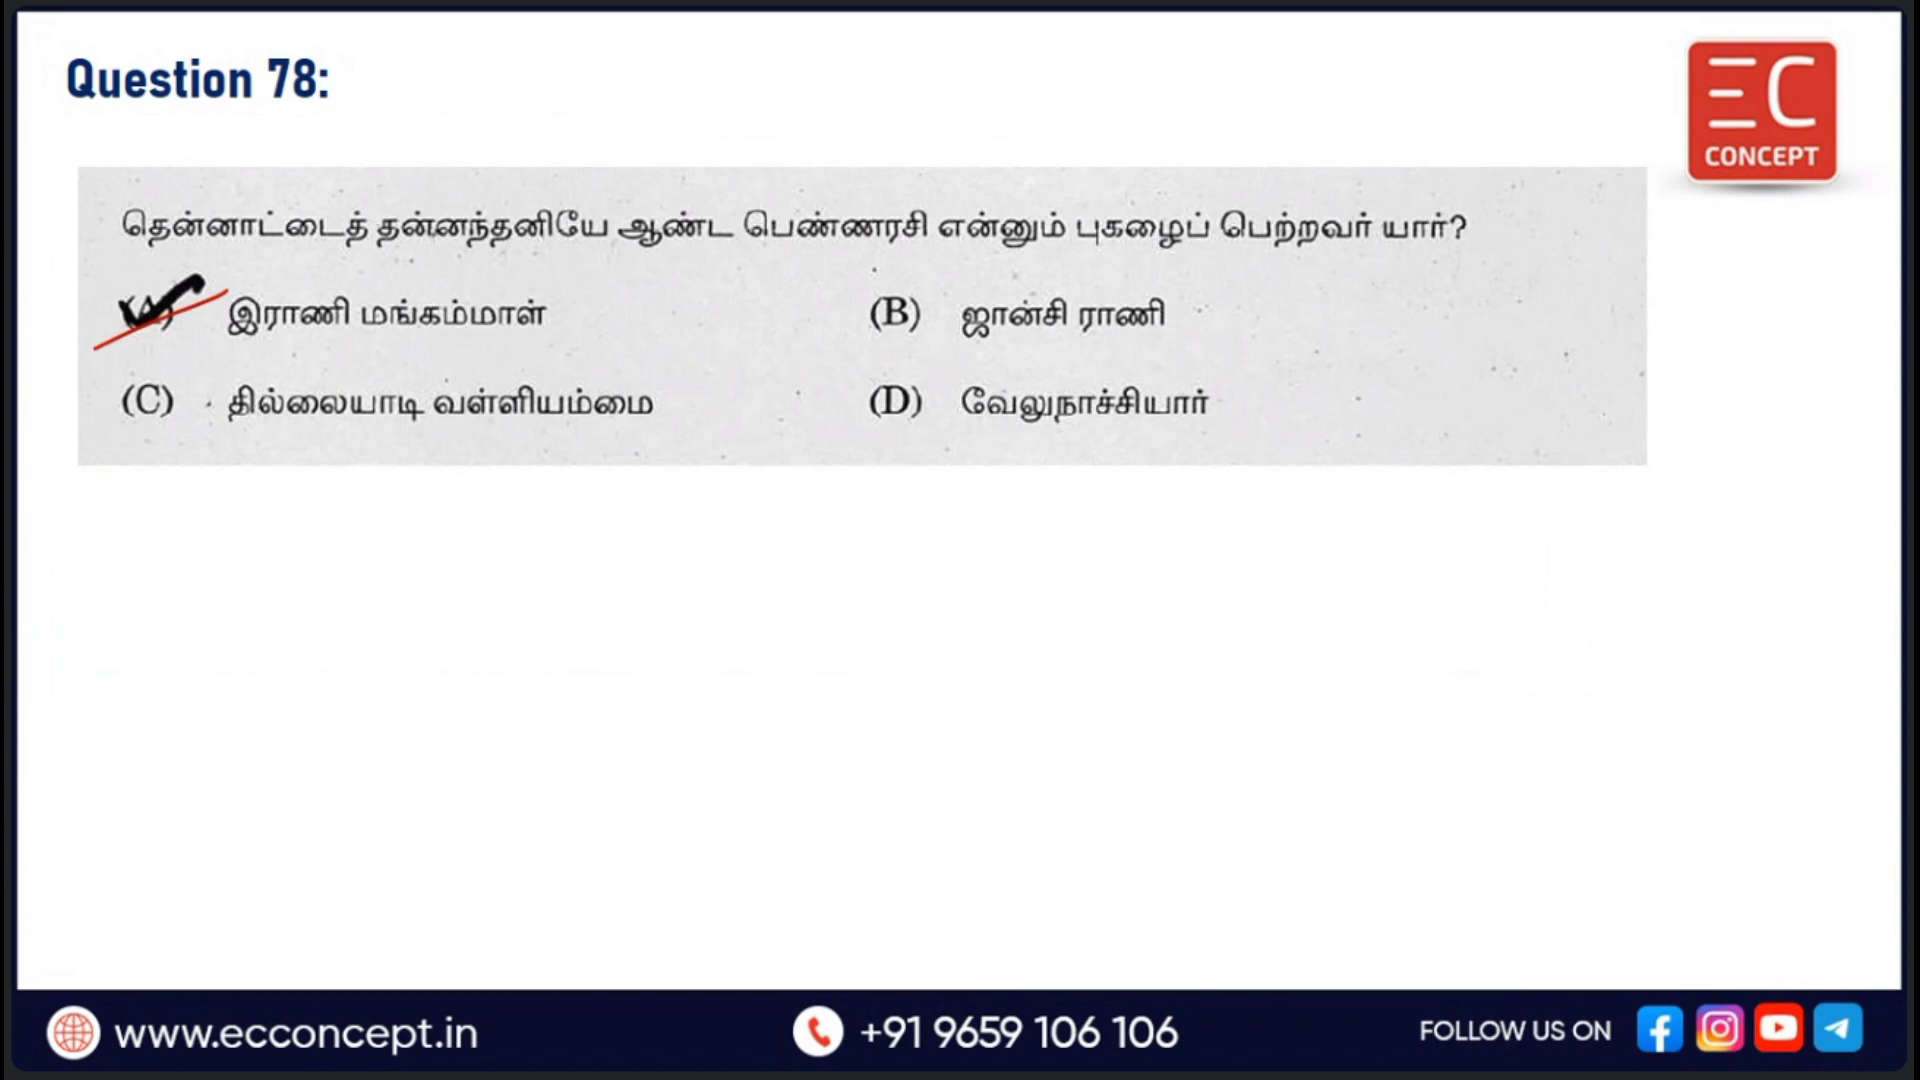 Question 78:
EC
CONCEPT
தென்னாட்டைத் தன்னந்தனியே ஆண்ட பெண்ணரசி என்னும் புகழைப் பெற்றவர் யார்?
(A) இராணி மங்கம்மாள்
(B) ஜான்சி ராணி
(C) தில்லையாடி வள்ளியம்மை
(D) வேலுநாச்சியார்
www.ecconcept.in
+91 9659 106 106
FOLLOW US ON